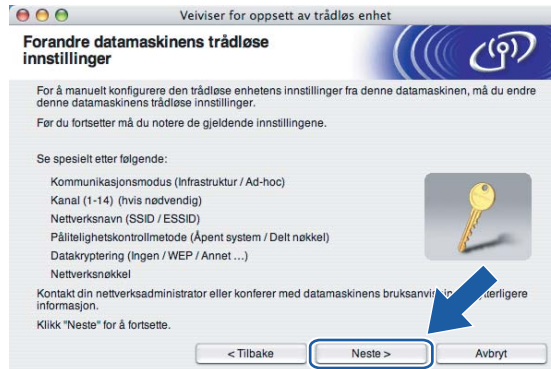 Veiviser for oppsett av trådløs enhet
Forandre datamaskinens trådløse
innstillinger
For å manuelt konfigurere den trådløse enhetens innstillinger fra denne datamaskinen, må du endre
denne datamaskinens trådløse innstillinger.
Før du fortsetter må du notere de gjeldende innstillingene.
Se spesielt etter følgende:
Kommunikasjonsmodus (Infrastruktur / Ad-hoc)
Kanal (1-14) (hvis nødvendig)
Nettverksnavn (SSID / ESSID)
Pålitelighetskontrollmetode (Åpent system / Delt nøkkel)
Datakryptering (Ingen / WEP / Annet ...)
Nettverksnøkkel
Kontakt din nettverksadministrator eller konferer med datamaskinens
informasjon.
Klikk "Neste" for å fortsette.
< Tilbake
Neste >
Avbryt